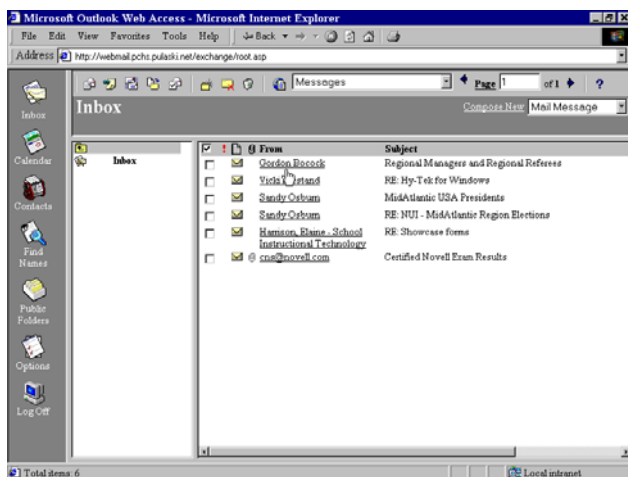 Microsoft Outlook Web Access - Microsoft Internet Explorer
File Edit View Favorites Tools Help Back
Address http://webmail.pchs.pulaski.net/exchange/root.asp
Messages Page 1 of 1 ?
Inbox Compose New Mail Message
Inbox
Calendar
Contacts
Find
Names
Public
Folders
Options
Log Off
Inbox
! From Subject
Gordon Bocock Regional Managers and Regional Referees
RE: Hy-Tek for Windows
Sandy Osburn MidAtlantic USA Presidents
Sandy Osburn RE: NUI - MidAtlantic Region Elections
Harrison, Elaine - School RE: Showcase forms
Instructional Technology
cns@novell.com Certified Novell Exam Results
Total items: 6 Local intranet